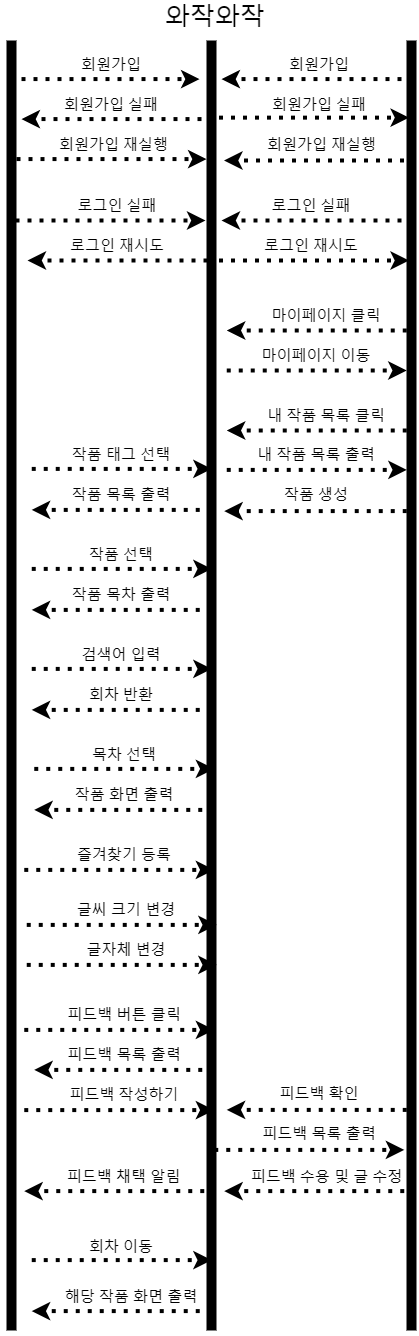 와작와작
회원가입 회원가입
회원가입 실패 회원가입 실패
회원가입 재실행 회원가입 재실행
로그인 실패 로그인 실패
로그인 재시도 로그인 재시도
마이페이지 클릭
마이페이지 이동
내 작품 목록 클릭
작품 태그 선택 내 작품 목록 출력
작품 목록 출력 작품 생성
작품 선택
작품 목차 출력
검색어 입력
회차 반환
목차 선택
작품 화면 출력
즐겨찾기 등록
글씨 크기 변경
글자체 변경
피드백 버튼 클릭
피드백 목록 출력
피드백 작성하기 피드백 확인
피드백 목록 출력
피드백 채택 알림 피드백 수용 및 글 수정
회차 이동
해당 작품 화면 출력